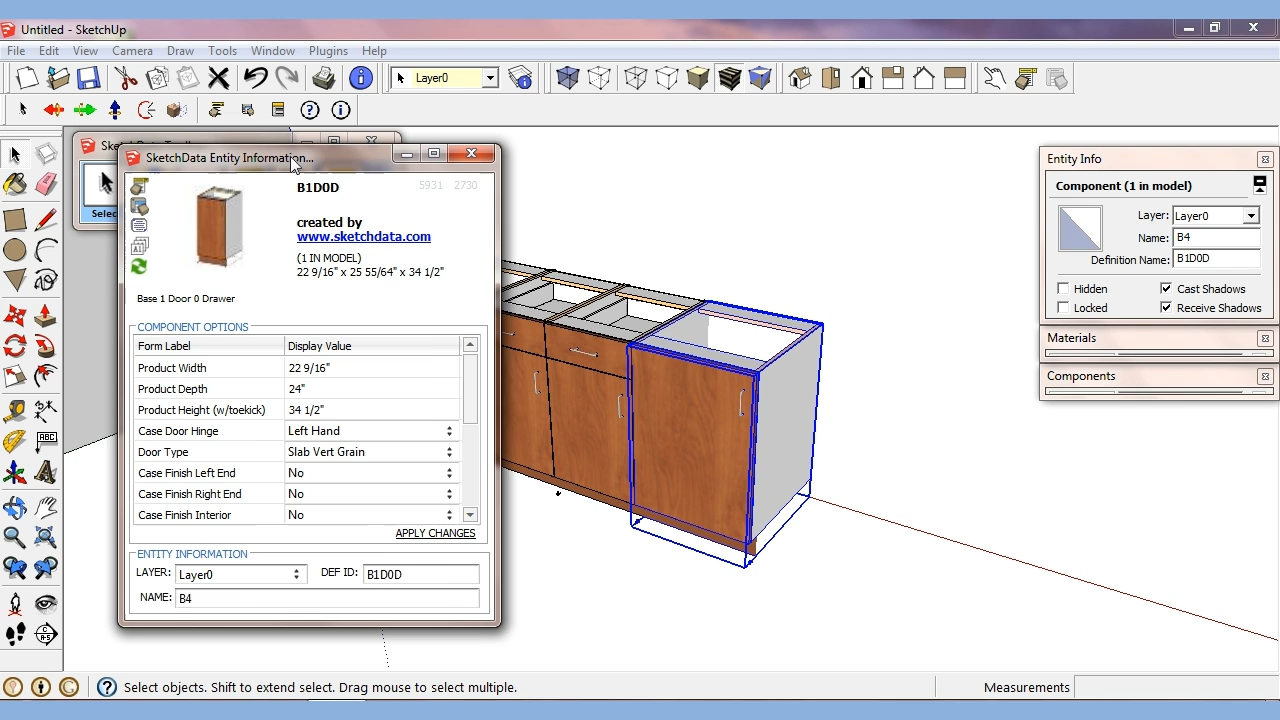 Untitled - SketchUp
File Edit View Camera Draw Tools Window Plugins Help
Layer0
Selec
SketchData Entity Information...
B1D0D
5931 2730
created by
www.sketchdata.com
(1 IN MODEL)
22 9/16" x 25 55/64" x 34 1/2"
Base 1 Door 0 Drawer
COMPONENT OPTIONS
Form Label Display Value
Product Width 22 9/16"
Product Depth 24"
Product Height (w/toekick) 34 1/2"
Case Door Hinge Left Hand
Door Type Slab Vert Grain
Case Finish Left End No
Case Finish Right End No
Case Finish Interior No
APPLY CHANGES
ENTITY INFORMATION
LAYER: Layer0 DEF ID: B1D0D
NAME: B4
Entity Info
Component (1 in model)
Layer: Layer0
Name: B4
Definition Name: B1D0D
Hidden Cast Shadows
Locked Receive Shadows
Materials
Components
ABC
Select objects. Shift to extend select. Drag mouse to select multiple.
Measurements